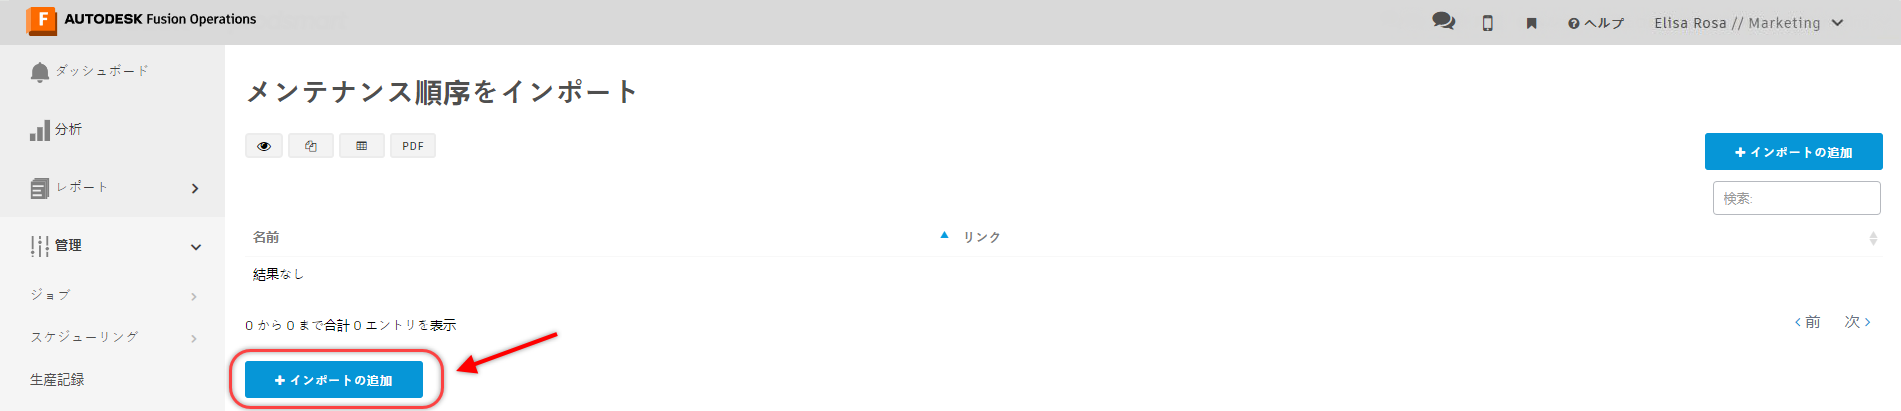 AUTODESK Fusion Operations
ヘルプ
Elisa Rosa // Marketing
ダッシュボード
分析
レポート
管理
ジョブ
スケジューリング
生産記録
メンテナンス順序をインポート
PDF
+ インポートの追加
検索:
名前
リンク
結果なし
0 から 0 まで合計 0 エントリを表示
‹ 前 次 ›
+ インポートの追加